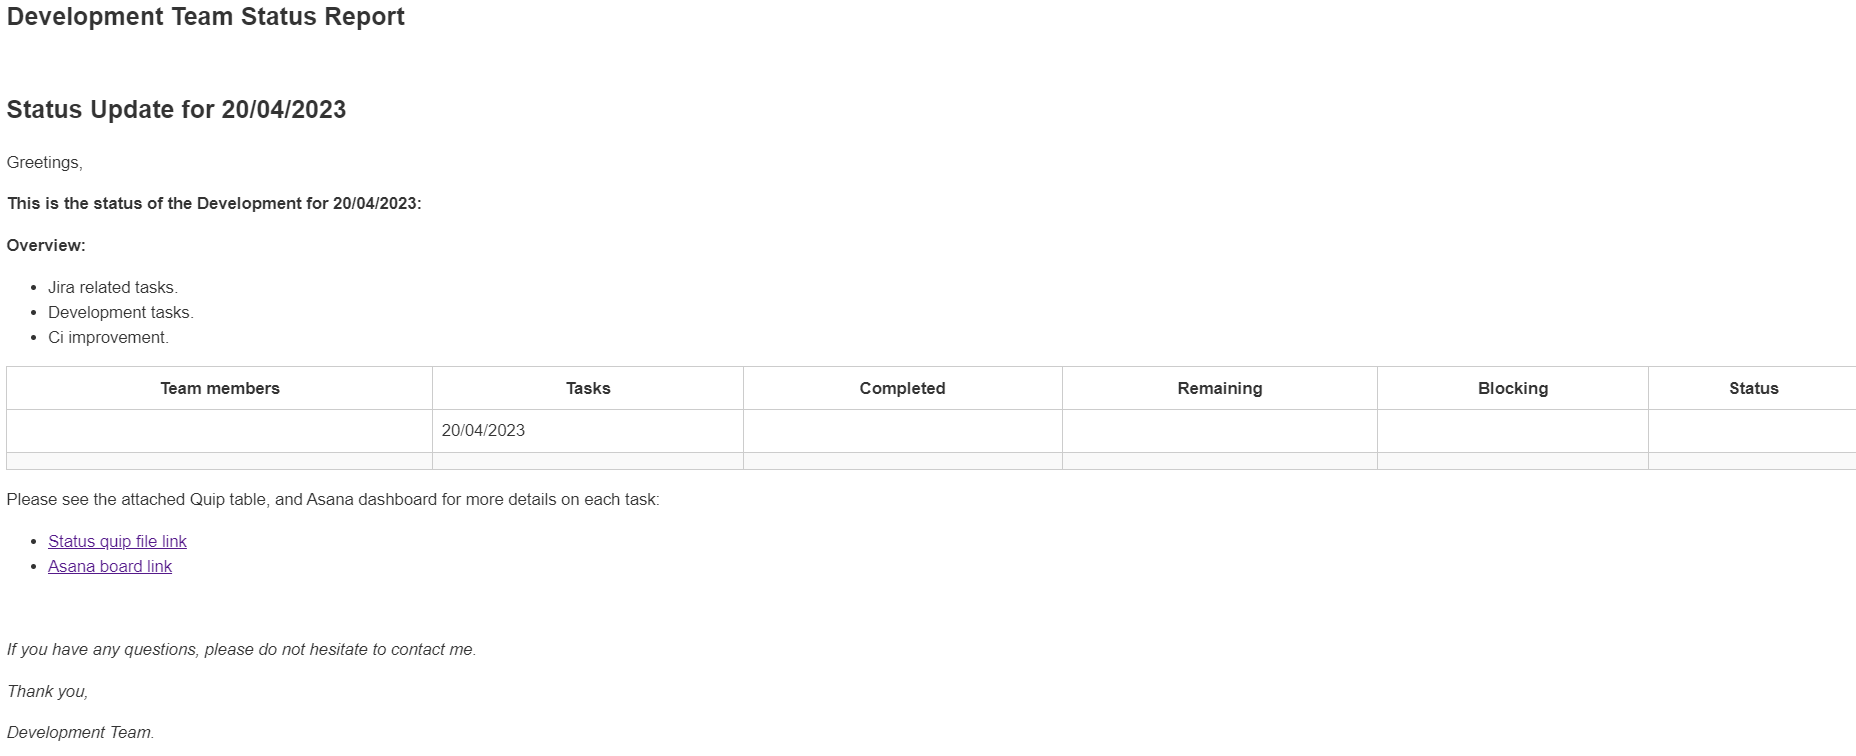 Development Team Status Report
Status Update for 20/04/2023
Greetings,
This is the status of the Development for 20/04/2023:
Overview:
Jira related tasks.
Development tasks.
Ci improvement.
Team members Tasks Completed Remaining Blocking Status
20/04/2023
Please see the attached Quip table, and Asana dashboard for more details on each task:
Status quip file link
Asana board link
If you have any questions, please do not hesitate to contact me.
Thank you,
Development Team.